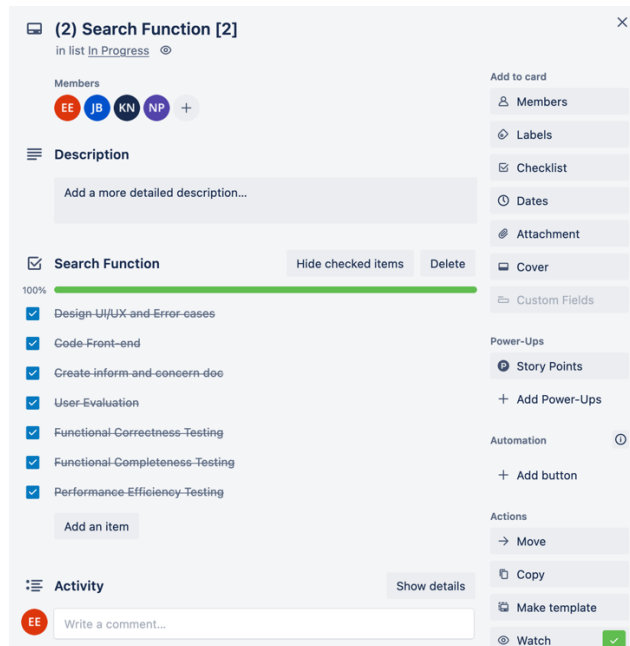 (2) Search Function [2]
in list In Progress
Members
EE JB KN NP +
Description
Add a more detailed description...
Search Function
Hide checked items
Delete
100%
Design UI/UX and Error cases
Code Front-end
Create inform and concern doc
User Evaluation
Functional Correctness Testing
Functional Completeness Testing
Performance Efficiency Testing
Add an item
Activity
Show details
EE
Write a comment...
Add to card
Members
Labels
Checklist
Dates
Attachment
Cover
Custom Fields
Power-Ups
Story Points
+ Add Power-Ups
Automation
+ Add button
Actions
→ Move
Copy
Make template
Watch